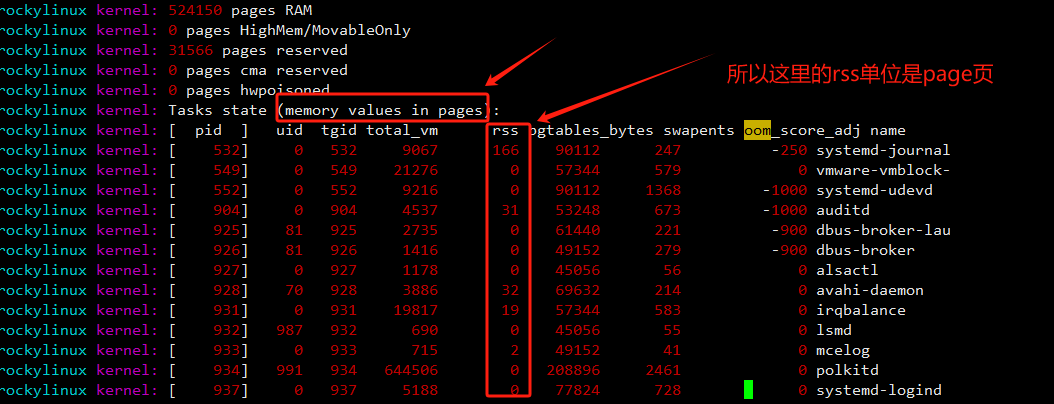 rockylinux kernel: 524150 pages RAM
rockylinux kernel: 0 pages HighMem/MovableOnly
rockylinux kernel: 31566 pages reserved
rockylinux kernel: 0 pages cma reserved
rockylinux kernel: 0 pages hwpoisoned
所以这里的rss单位是page页
rockylinux kernel: Tasks state (memory values in pages):
rockylinux kernel: [  pid  ]   uid  tgid total_vm      rss pgtables_bytes swapents oom_score_adj name
rockylinux kernel: [    532]     0   532     9067      166    90112      247          -250 systemd-journal
rockylinux kernel: [    549]     0   549    21276        0    57344      579             0 vmware-vmblock-
rockylinux kernel: [    552]     0   552     9216        0    90112     1368         -1000 systemd-udevd
rockylinux kernel: [    904]     0   904     4537       31    53248      673         -1000 auditd
rockylinux kernel: [    925]    81   925     2735        0    61440      221          -900 dbus-broker-lau
rockylinux kernel: [    926]    81   926     1416        0    49152      279          -900 dbus-broker
rockylinux kernel: [    927]     0   927     1178        0    45056       56             0 alsactl
rockylinux kernel: [    928]    70   928     3886       32    69632      214             0 avahi-daemon
rockylinux kernel: [    931]     0   931    19817       19    57344      583             0 irqbalance
rockylinux kernel: [    932]   987   932      690        0    45056       55             0 lsmd
rockylinux kernel: [    933]     0   933      715        2    49152       41             0 mcelog
rockylinux kernel: [    934]   991   934   644506        0   208896     2461             0 polkitd
rockylinux kernel: [    937]     0   937     5188        0    77824      728             0 systemd-logind